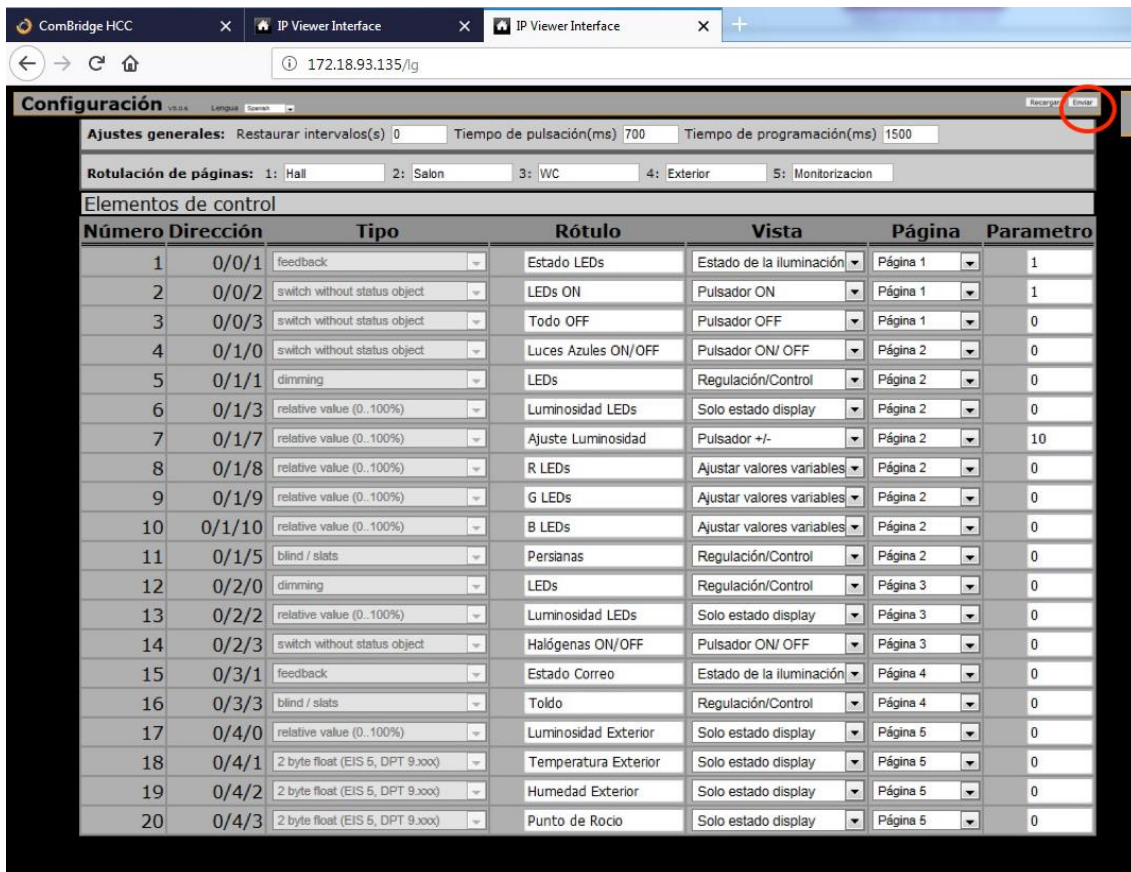 ComBridge HCC IP Viewer Interface IP Viewer Interface
172.18.93.135/lg
Configuración V5.0.6 Lengua Spanish Recargar Enviar
Ajustes generales: Restaurar intervalos(s) 0 Tiempo de pulsación(ms) 700 Tiempo de programación(ms) 1500
Rotulación de páginas: 1: Hall 2: Salon 3: WC 4: Exterior 5: Monitorizacion
Elementos de control
Número Dirección Tipo Rótulo Vista Página Parametro
1 0/0/1 feedback Estado LEDs Estado de la iluminación Página 1 1
2 0/0/2 switch without status object LEDs ON Pulsador ON Página 1 1
3 0/0/3 switch without status object Todo OFF Pulsador OFF Página 1 0
4 0/1/0 switch without status object Luces Azules ON/OFF Pulsador ON/ OFF Página 2 0
5 0/1/1 dimming LEDs Regulación/Control Página 2 0
6 0/1/3 relative value (0..100%) Luminosidad LEDs Solo estado display Página 2 0
7 0/1/7 relative value (0..100%) Ajuste Luminosidad Pulsador +/- Página 2 10
8 0/1/8 relative value (0..100%) R LEDs Ajustar valores variables Página 2 0
9 0/1/9 relative value (0..100%) G LEDs Ajustar valores variables Página 2 0
10 0/1/10 relative value (0..100%) B LEDs Ajustar valores variables Página 2 0
11 0/1/5 blind / slats Persianas Regulación/Control Página 2 0
12 0/2/0 dimming LEDs Regulación/Control Página 3 0
13 0/2/2 relative value (0..100%) Luminosidad LEDs Solo estado display Página 3 0
14 0/2/3 switch without status object Halógenas ON/OFF Pulsador ON/ OFF Página 3 0
15 0/3/1 feedback Estado Correo Estado de la iluminación Página 4 0
16 0/3/3 blind / slats Toldo Regulación/Control Página 4 0
17 0/4/0 relative value (0..100%) Luminosidad Exterior Solo estado display Página 5 0
18 0/4/1 2 byte float (EIS 5, DPT 9.xxx) Temperatura Exterior Solo estado display Página 5 0
19 0/4/2 2 byte float (EIS 5, DPT 9.xxx) Humedad Exterior Solo estado display Página 5 0
20 0/4/3 2 byte float (EIS 5, DPT 9.xxx) Punto de Rocio Solo estado display Página 5 0